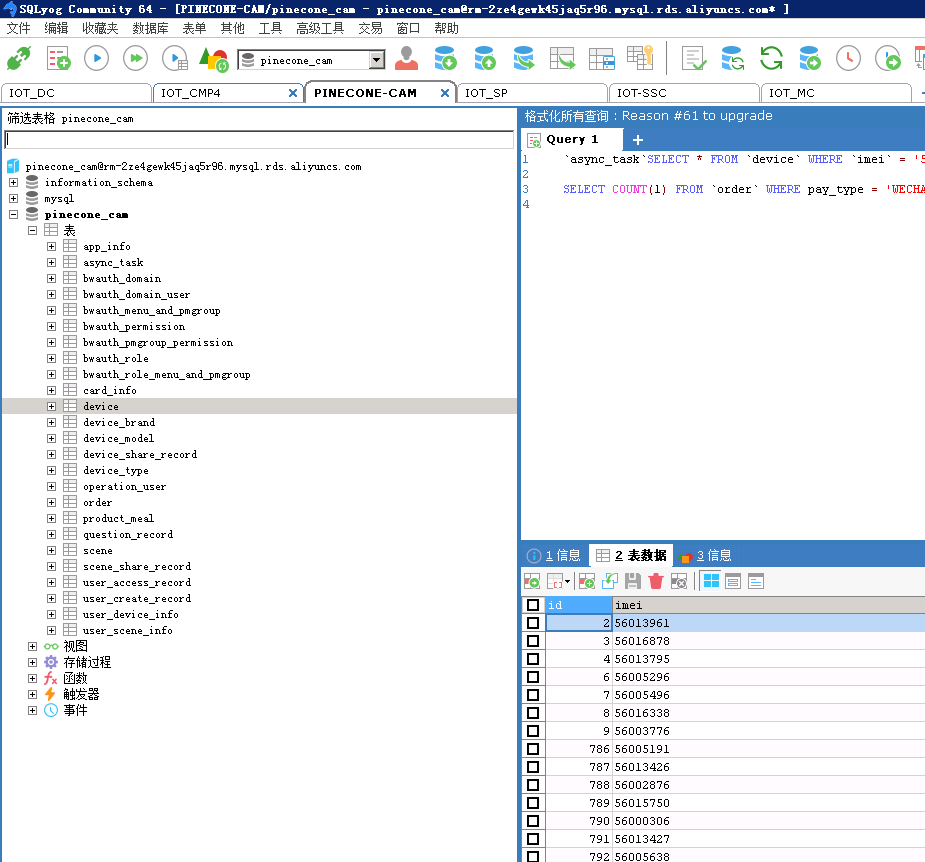 SQLyog Community 64 - [PINECONE-CAM/pinecone_cam - pinecone_cam@rm-2ze4gewk45jaq5r96.mysql.rds.aliyuncs.com* ]
文件 编辑 收藏夹 数据库 表单 其他 工具 高级工具 交易 窗口 帮助
pinecone_cam
IOT_DC IOT_CMP4 PINECONE-CAM IOT_SP IOT-SSC IOT_MC
筛选表格 pinecone_cam
pinecone_cam@rm-2ze4gewk45jaq5r96.mysql.rds.aliyuncs.com
information_schema
mysql
pinecone_cam
表
app_info
async_task
bwauth_domain
bwauth_domain_user
bwauth_menu_and_pmgroup
bwauth_permission
bwauth_pmgroup_permission
bwauth_role
bwauth_role_menu_and_pmgroup
card_info
device
device_brand
device_model
device_share_record
device_type
operation_user
order
product_meal
question_record
scene
scene_share_record
user_access_record
user_create_record
user_device_info
user_scene_info
视图
存储过程
函数
触发器
事件
格式化所有查询 : Reason #61 to upgrade
Query 1
1 `async_task`SELECT * FROM `device` WHERE `imei` = '5
2
3 SELECT COUNT(1) FROM `order` WHERE pay_type = 'WECHA
4
1 信息 2 表数据 3 信息
id imei
2 56013961
3 56016878
4 56013795
6 56005296
7 56005496
8 56016338
9 56003776
786 56005191
787 56013426
788 56002876
789 56015750
790 56000306
791 56013427
792 56005638